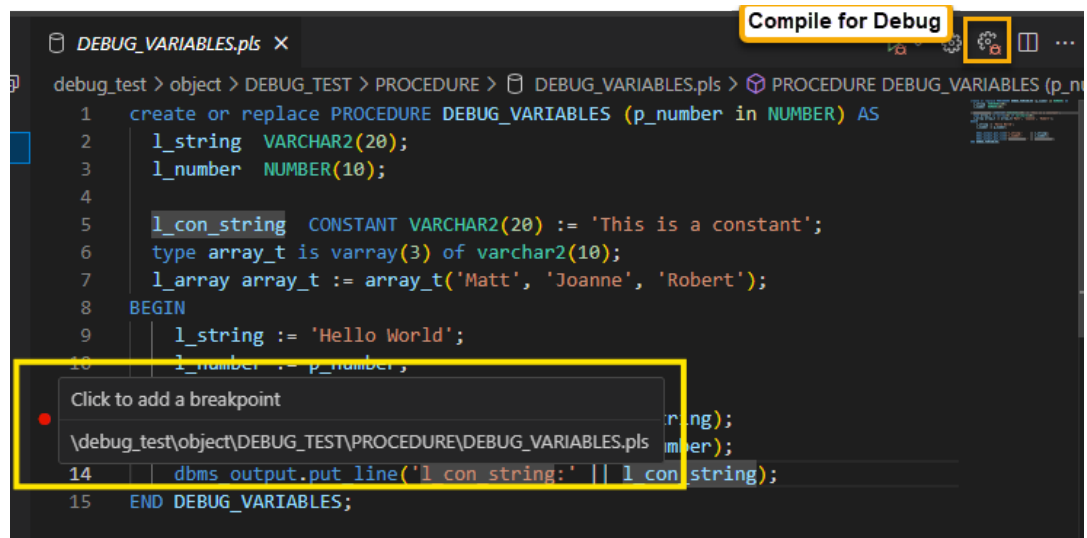 Compile for Debug
DEBUG_VARIABLES.pls
debug_test > object > DEBUG_TEST > PROCEDURE > DEBUG_VARIABLES.pls > PROCEDURE DEBUG_VARIABLES (p_nu
1 create or replace PROCEDURE DEBUG_VARIABLES (p_number in NUMBER) AS
2 l_string VARCHAR2(20);
3 l_number NUMBER(10);
4
5 l_con_string CONSTANT VARCHAR2(20) := 'This is a constant';
6 type array_t is varray(3) of varchar2(10);
7 l_array array_t := array_t('Matt', 'Joanne', 'Robert');
8 BEGIN
9 l_string := 'Hello World';
10 l_number := p_number;
Click to add a breakpoint
ring);
\debug_test\object\DEBUG_TEST\PROCEDURE\DEBUG_VARIABLES.pls
mber);
14 dbms_output.put_line('l_con_string:' || l_con_string);
15 END DEBUG_VARIABLES;